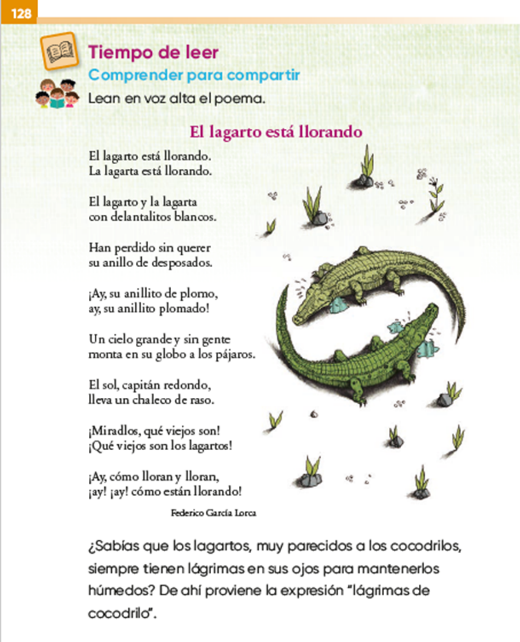 128
Tiempo de leer
Comprender para compartir
Lean en voz alta el poema.
El lagarto está llorando
El lagarto está llorando.
La lagarta está llorando.
El lagarto y la lagarta
con delantalitos blancos.
Han perdido sin querer
su anillo de desposados.
¡Ay, su anillito de plomo,
ay, su anillito plomado!
Un cielo grande y sin gente
monta en su globo a los pájaros.
El sol, capitán redondo,
lleva un chaleco de raso.
¡Miradlos, qué viejos son!
¡Qué viejos son los lagartos!
¡Ay, cómo lloran y lloran,
¡ay! ¡ay! cómo están llorando!
Federico García Lorca
¿Sabías que los lagartos, muy parecidos a los cocodrilos,
siempre tienen lágrimas en sus ojos para mantenerlos
húmedos? De ahí proviene la expresión “lágrimas de
cocodrilo”.